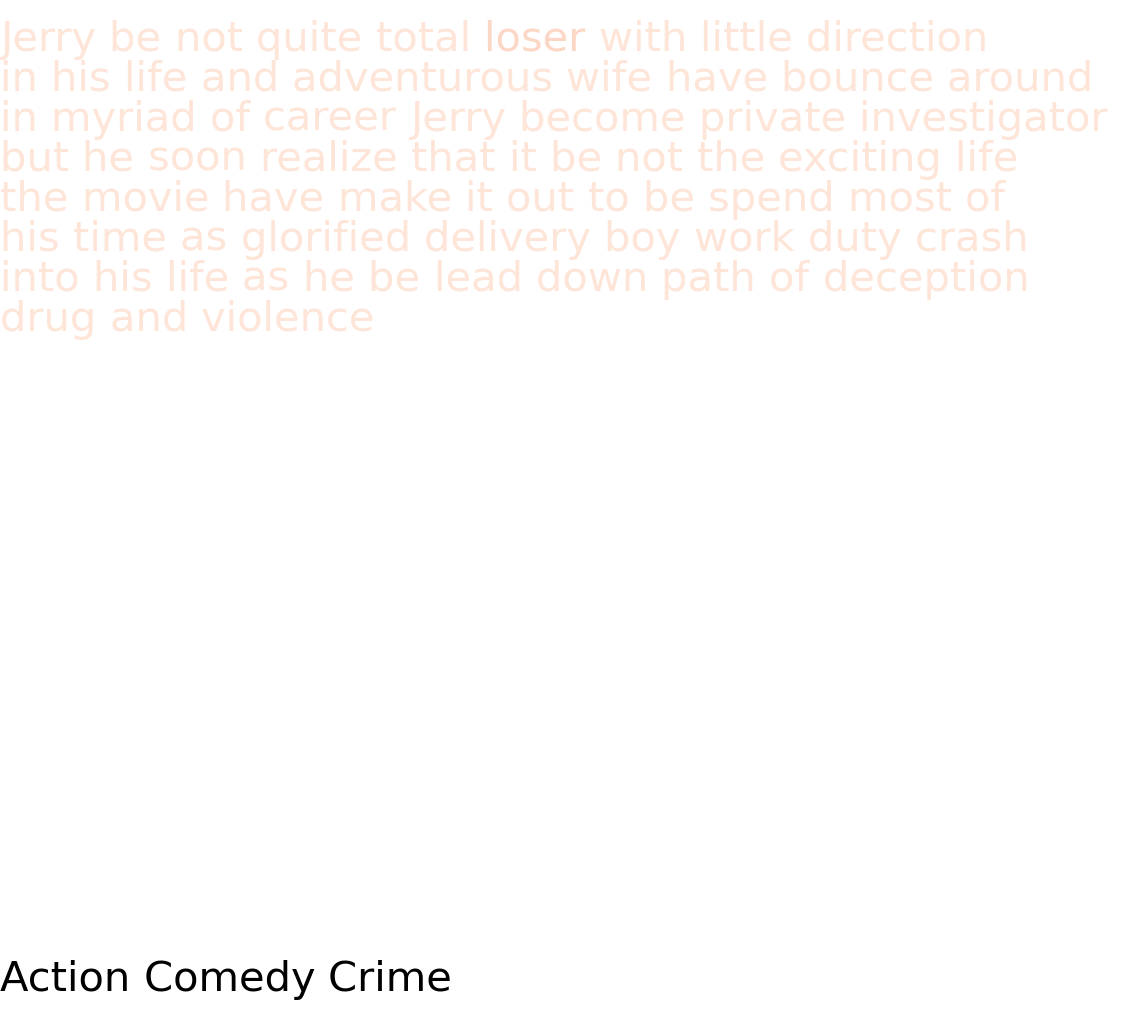 Jerry be not quite total loser with little direction
in his life and adventurous wife have bounce around
in myriad of career Jerry become private investigator
but he soon realize that it be not the exciting life
the movie have make it out to be spend most of
his time as glorified delivery boy work duty crash
into his life as he be lead down path of deception
drug and violence
Action Comedy Crime